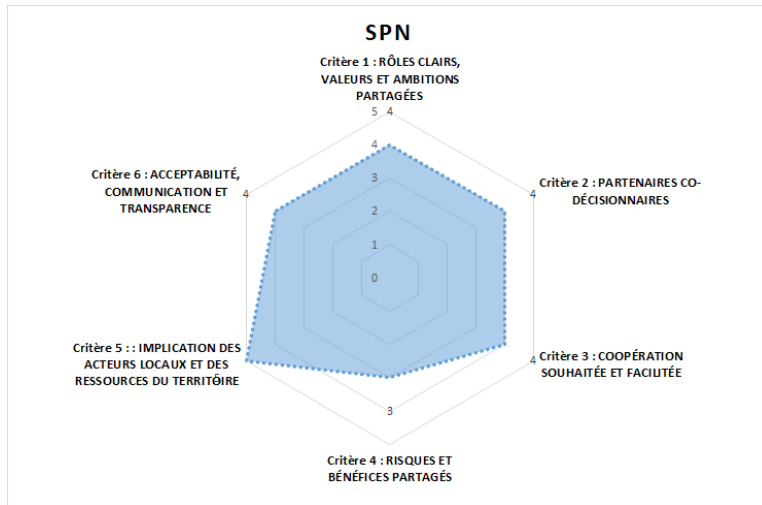 SPN
Critère 1 : RÔLES CLAIRS,
VALEURS ET AMBITIONS
PARTAGÉES
5
4
4
3
2
1
0
Critère 6 : ACCEPTABILITÉ,
COMMUNICATION ET
TRANSPARENCE
4
Critère 2 : PARTENAIRES CO-
DÉCISIONNAIRES
4
Critère 5 : : IMPLICATION DES
ACTEURS LOCAUX ET DES
RESSOURCES DU TERRITOIRE
Critère 3 : COOPÉRATION
SOUHAITÉE ET FACILITÉE
4
3
Critère 4 : RISQUES ET
BÉNÉFICES PARTAGÉS